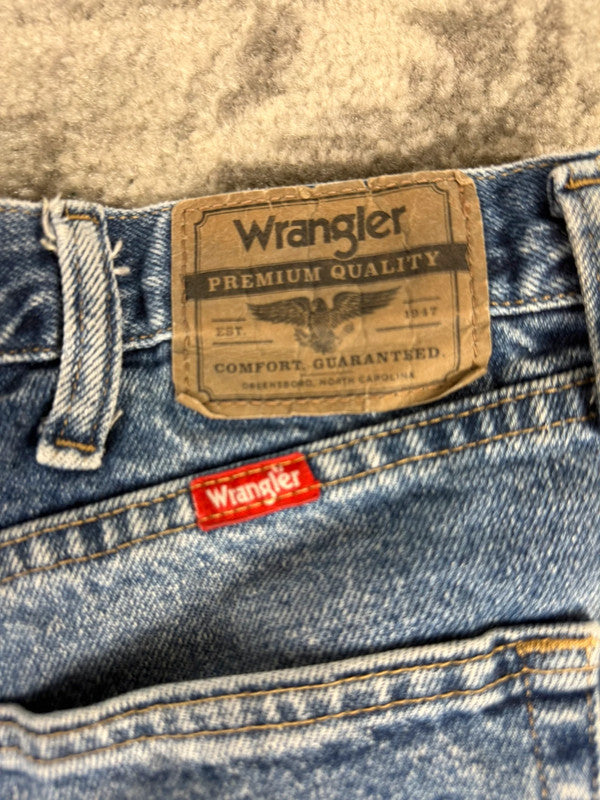 Wrangler
PREMIUM QUALITY
EST. 1947
COMFORT. GUARANTEED.
GREENSBORO, NORTH CAROLINA
Wrangler